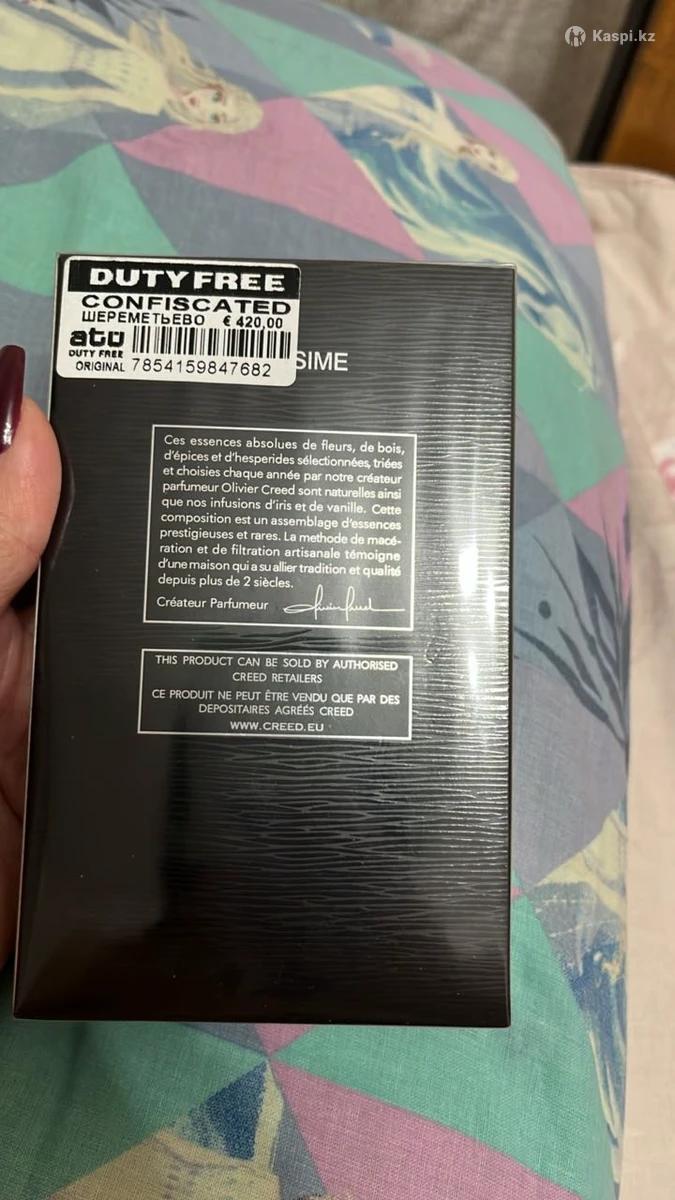 Kaspi.kz
DUTY FREE
CONFISCATED
ШЕРЕМЕТЬЕВО € 420,00
atü
DUTY FREE
ORIGINAL 7854159847682
SIME
Ces essences absolues de fleurs, de bois,
d'épices et d'hesperides sélectionnées, triées
et choisies chaque année par notre créateur
parfumeur Olivier Creed sont naturelles ainsi
que nos infusions d'iris et de vanille. Cette
composition est un assemblage d'essences
prestigieuses et rares. La methode de macé-
ration et de filtration artisanale témoigne
d'une maison qui a su allier tradition et qualité
depuis plus de 2 siècles.
Créateur Parfumeur
THIS PRODUCT CAN BE SOLD BY AUTHORISED
CREED RETAILERS
CE PRODUIT NE PEUT ÊTRE VENDU QUE PAR DES
DEPOSITAIRES AGRÉÉS CREED
WWW.CREED.EU